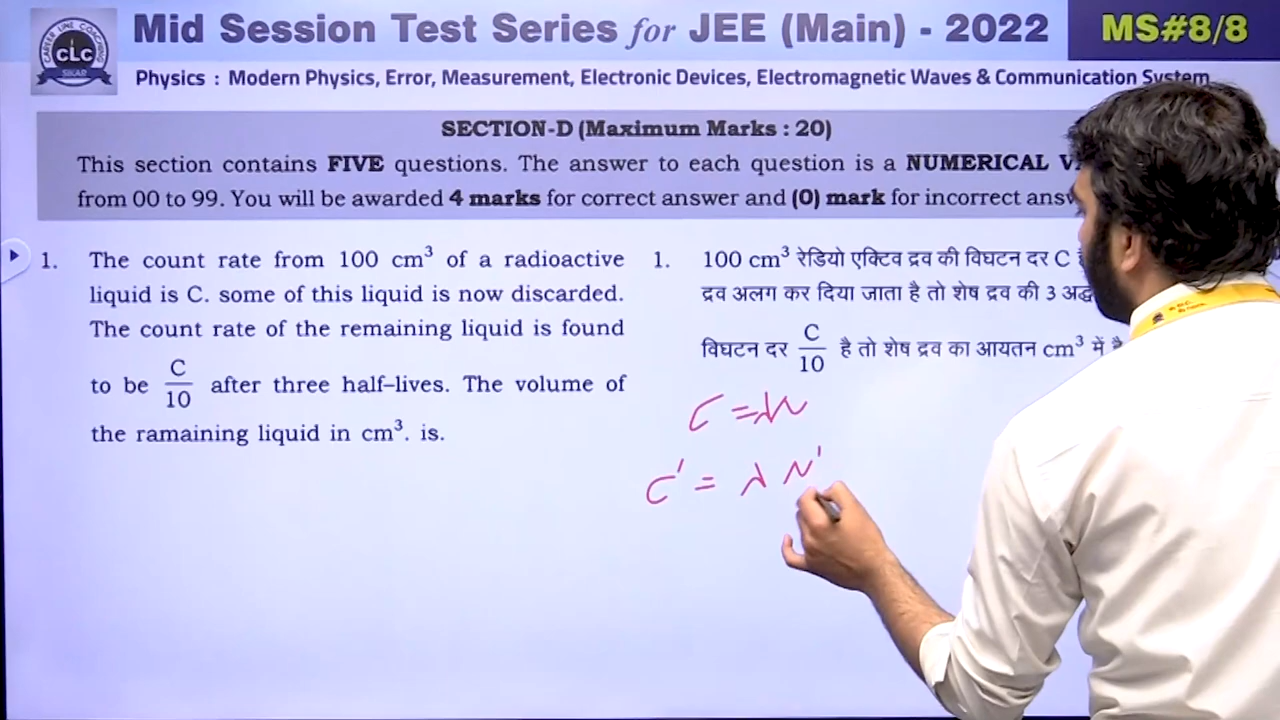 CAREER LINE COACHING
CLC
SIKAR
Mid Session Test Series for JEE (Main) - 2022
MS#8/8
Physics : Modern Physics, Error, Measurement, Electronic Devices, Electromagnetic Waves & Communication System
SECTION-D (Maximum Marks : 20)
This section contains FIVE questions. The answer to each question is a NUMERICAL
from 00 to 99. You will be awarded 4 marks for correct answer and (0) mark for incorrect
1. The count rate from 100 cm³ of a radioactive
liquid is C. some of this liquid is now discarded.
The count rate of the remaining liquid is found
to be C/10 after three half–lives. The volume of
the ramaining liquid in cm³. is.
1. 100 cm³ रेडियो एक्टिव द्रव की विघटन दर C
द्रव अलग कर दिया जाता है तो शेष द्रव की 3
विघटन दर C/10 है तो शेष द्रव का आयतन cm³ में
C = λN
C' = λ N'